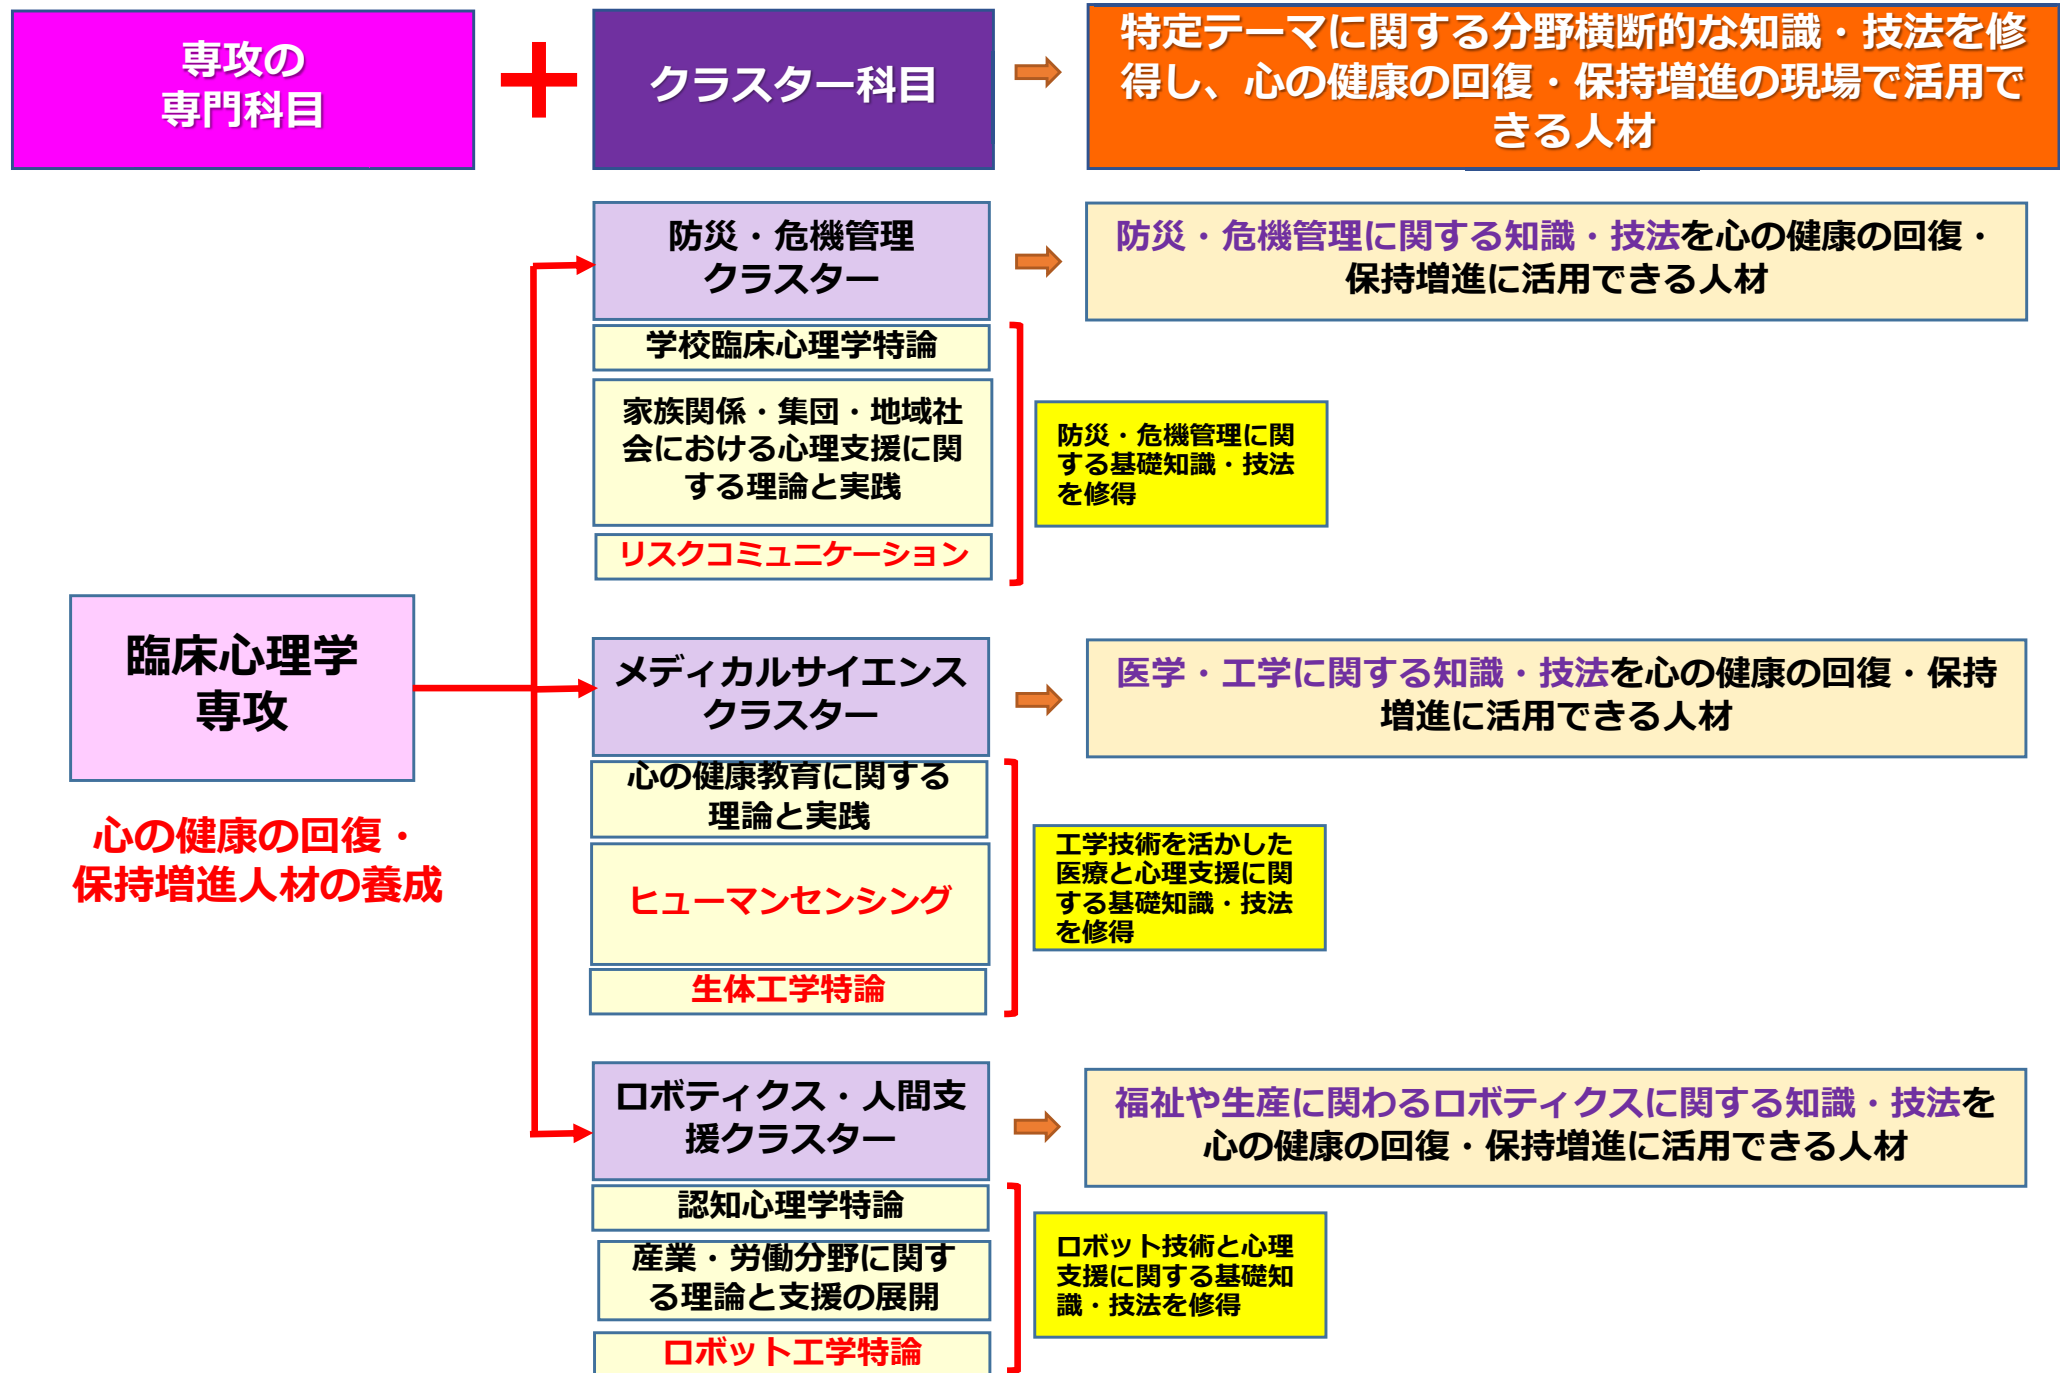 専攻の
専門科目
クラスター科目
特定テーマに関する分野横断的な知識・技法を修
得し、心の健康の回復・保持増進の現場で活用で
きる人材
防災・危機管理
クラスター
防災・危機管理に関する知識・技法を心の健康の回復・
保持増進に活用できる人材
学校臨床心理学特論
家族関係・集団・地域社
会における心理支援に関
する理論と実践
リスクコミュニケーション
防災・危機管理に関
する基礎知識・技法
を修得
臨床心理学
専攻
心の健康の回復・
保持増進人材の養成
メディカルサイエンス
クラスター
医学・工学に関する知識・技法を心の健康の回復・保持
増進に活用できる人材
心の健康教育に関する
理論と実践
ヒューマンセンシング
生体工学特論
工学技術を活かした
医療と心理支援に関
する基礎知識・技法
を修得
ロボティクス・人間支
援クラスター
福祉や生産に関わるロボティクスに関する知識・技法を
心の健康の回復・保持増進に活用できる人材
認知心理学特論
産業・労働分野に関す
る理論と支援の展開
ロボット工学特論
ロボット技術と心理
支援に関する基礎知
識・技法を修得